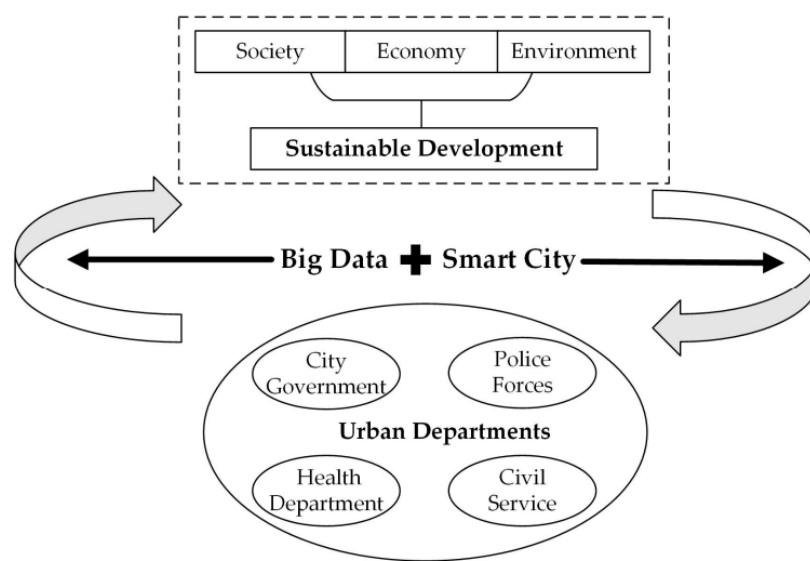 Society Economy Environment
Sustainable Development
Big Data + Smart City
City
Government
Police
Forces
Urban Departments
Health
Department
Civil
Service